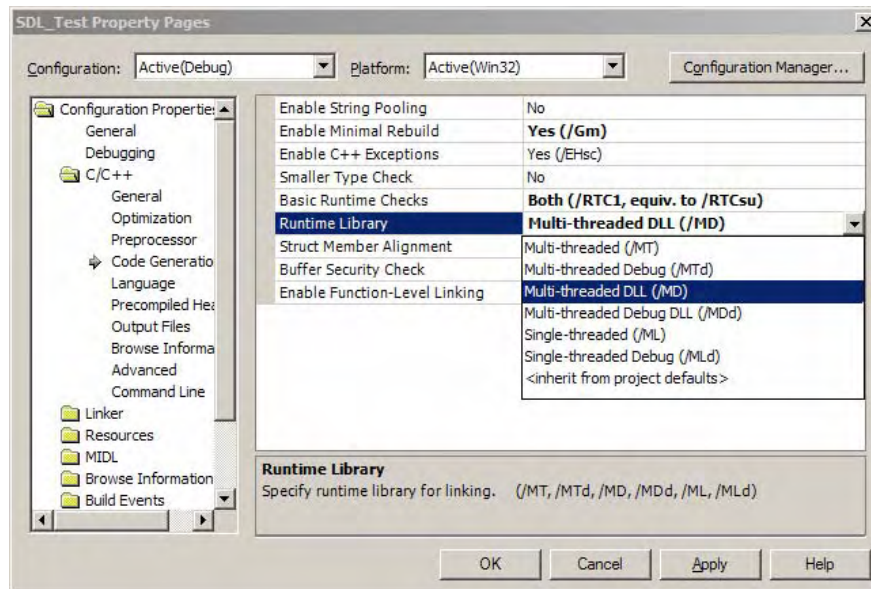 SDL_Test Property Pages
Configuration: Active(Debug) Platform: Active(Win32) Configuration Manager...
Configuration Properties
General
Debugging
C/C++
General
Optimization
Preprocessor
Code Generatio
Language
Precompiled Hea
Output Files
Browse Informa
Advanced
Command Line
Linker
Resources
MIDL
Browse Information
Build Events
Enable String Pooling No
Enable Minimal Rebuild Yes (/Gm)
Enable C++ Exceptions Yes (/EHsc)
Smaller Type Check No
Basic Runtime Checks Both (/RTC1, equiv. to /RTCsu)
Runtime Library Multi-threaded DLL (/MD)
Struct Member Alignment
Buffer Security Check
Enable Function-Level Linking
Multi-threaded (/MT)
Multi-threaded Debug (/MTd)
Multi-threaded DLL (/MD)
Multi-threaded Debug DLL (/MDd)
Single-threaded (/ML)
Single-threaded Debug (/MLd)
<inherit from project defaults>
Runtime Library
Specify runtime library for linking. (/MT, /MTd, /MD, /MDd, /ML, /MLd)
OK Cancel Apply Help